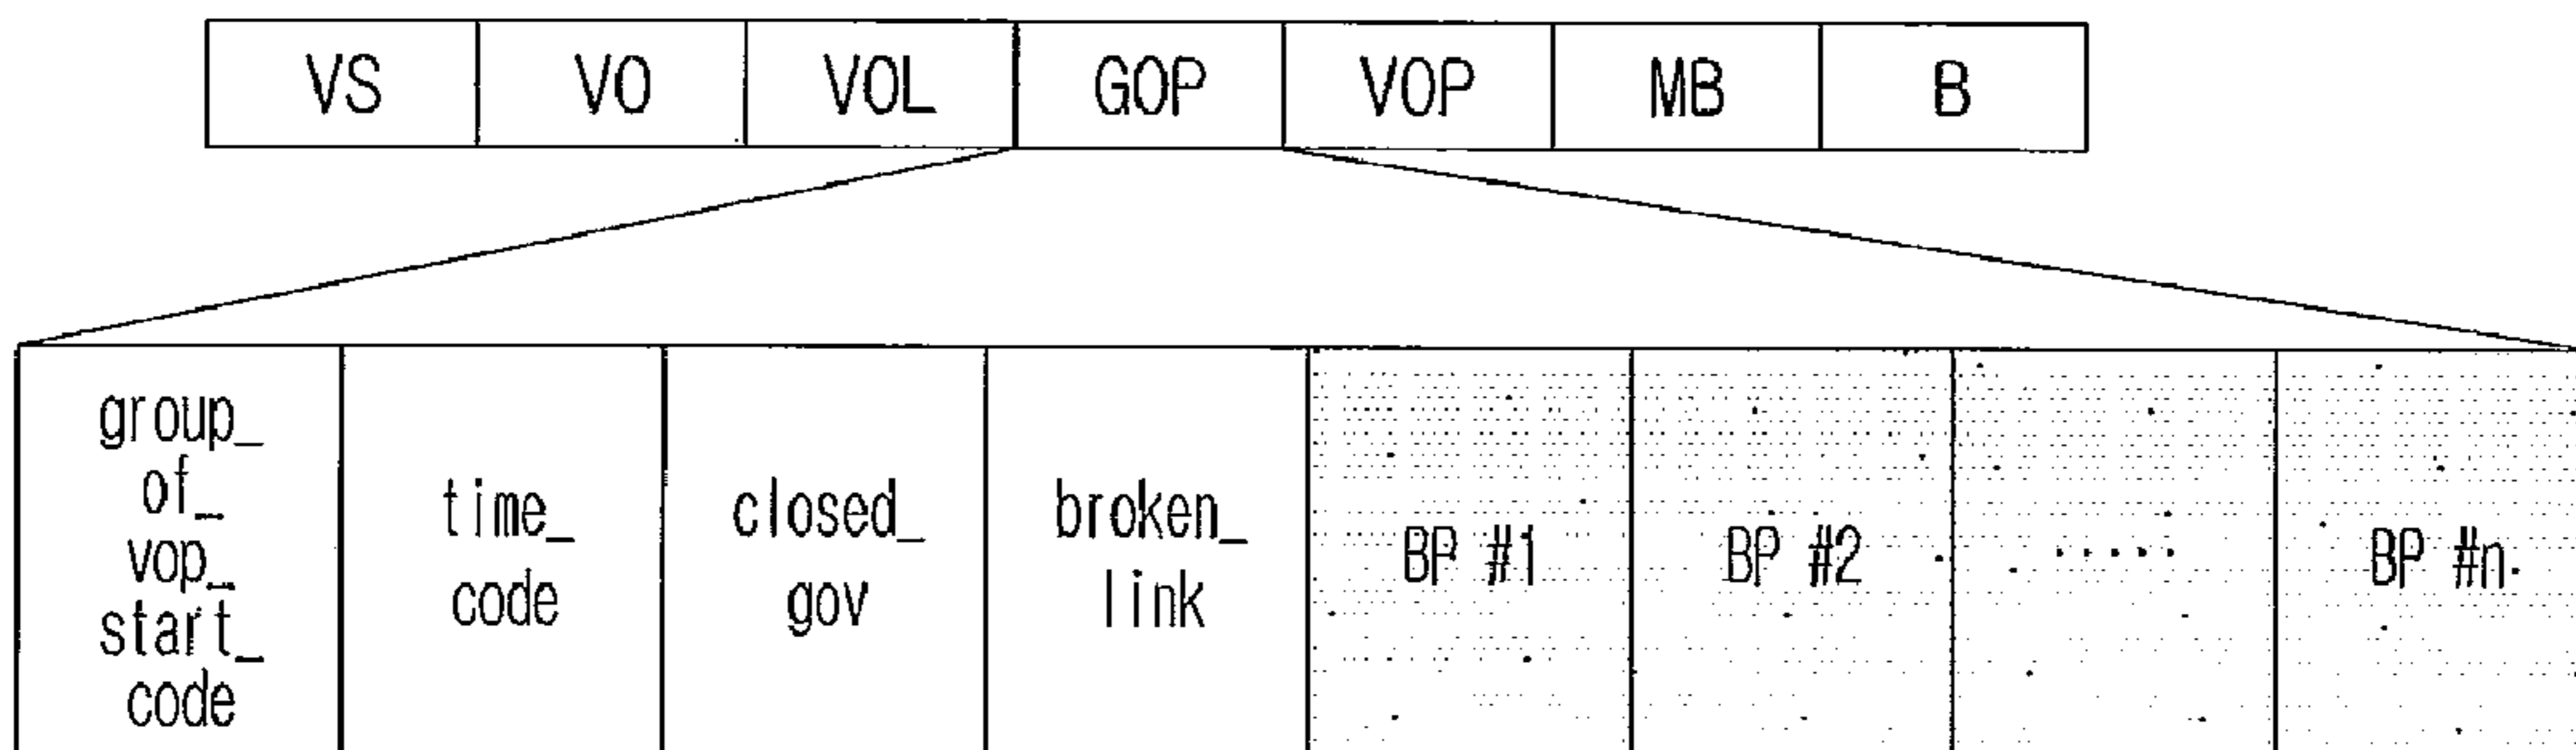 VS VO VOL GOP VOP MB B
group_
of_
vop_
start_
code
time_
code
closed_
gov
broken_
link
BP #1
BP #2
.....
BP #n